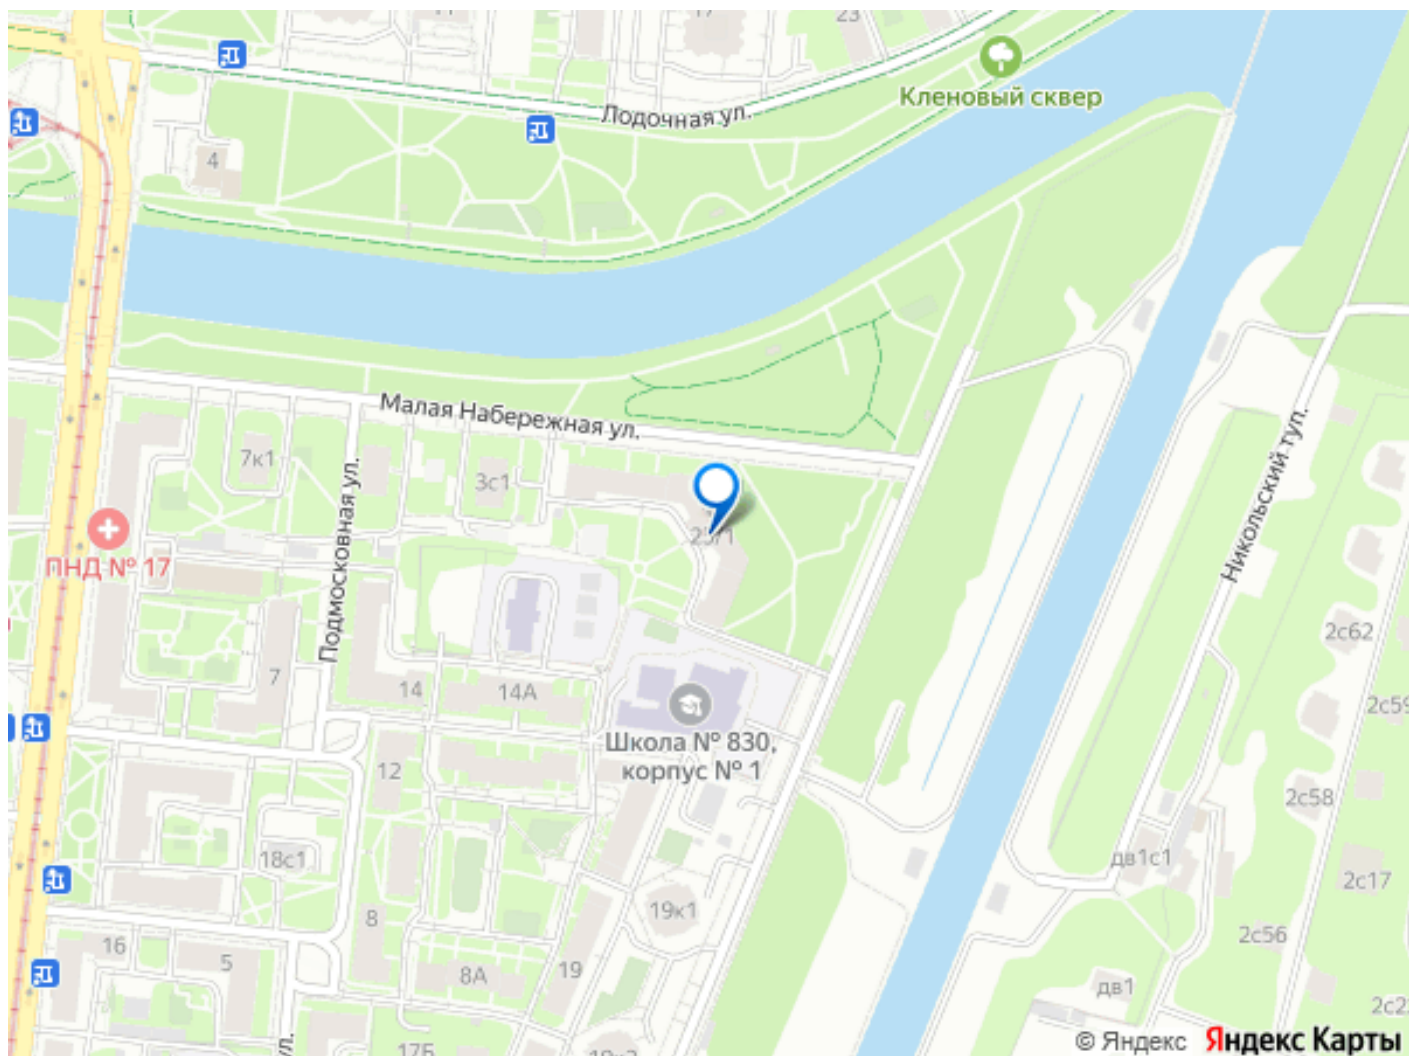 23
Кленовый сквер
Лодочная ул.
4
Малая Набережная ул.
7к1
3с1
Подмосковная ул.
ПНД № 17
Никольский туп.
2с62
7
14
14А
2с59
Школа № 830,
корпус № 1
12
2с58
18с1
дв1с1
2с17
19к1
8
16
5
2с56
8А
19
дв1
17Б
ул.
© Яндекс Яндекс Карты